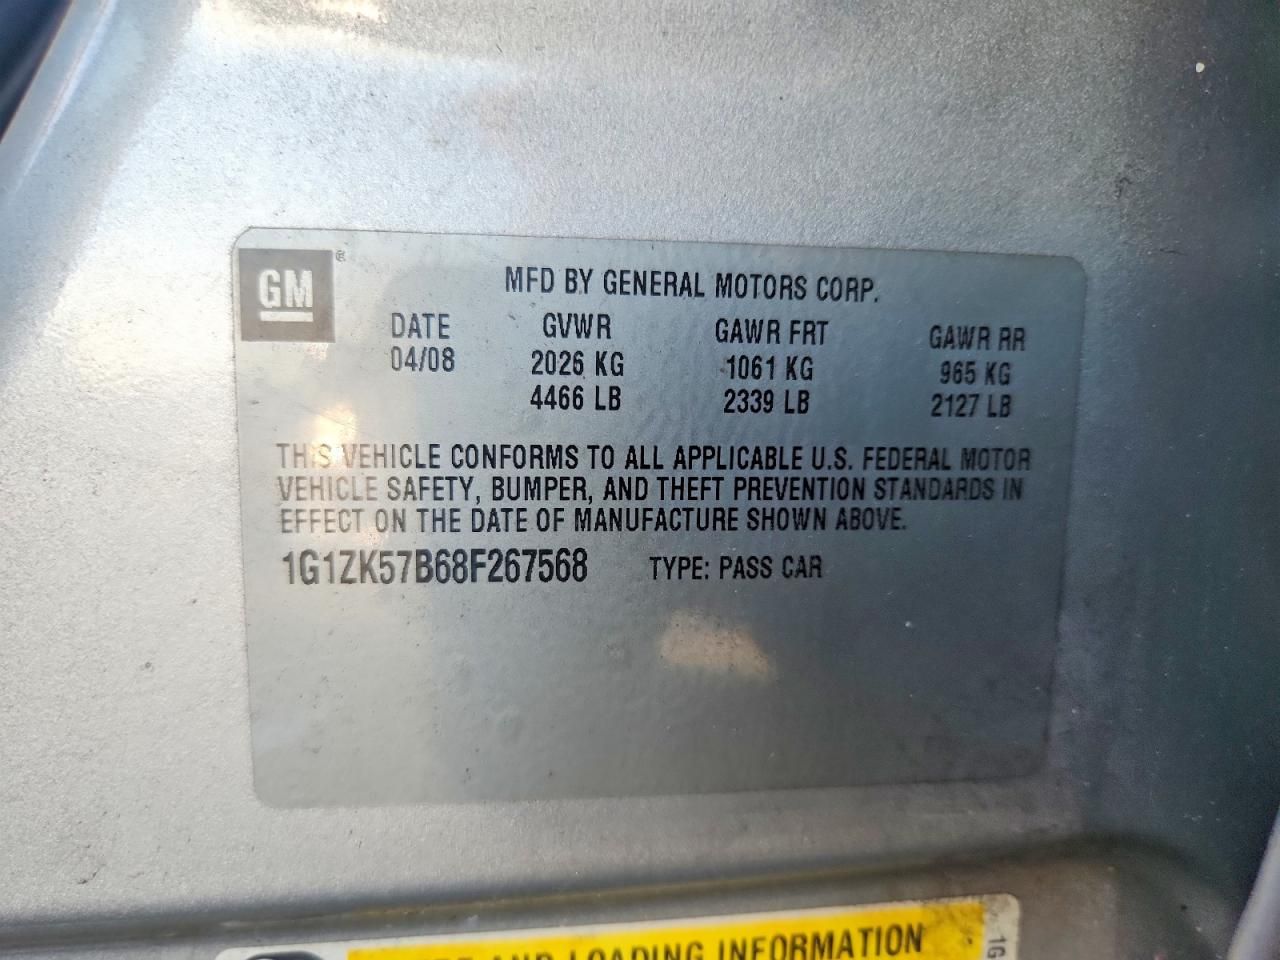 GM®
MFD BY GENERAL MOTORS CORP.
DATE GVWR GAWR FRT GAWR RR
04/08 2026 KG 1061 KG 965 KG
4466 LB 2339 LB 2127 LB
THIS VEHICLE CONFORMS TO ALL APPLICABLE U.S. FEDERAL MOTOR
VEHICLE SAFETY, BUMPER, AND THEFT PREVENTION STANDARDS IN
EFFECT ON THE DATE OF MANUFACTURE SHOWN ABOVE.
1G1ZK57B68F267568 TYPE: PASS CAR
AND LOADING INFORMATION
1G